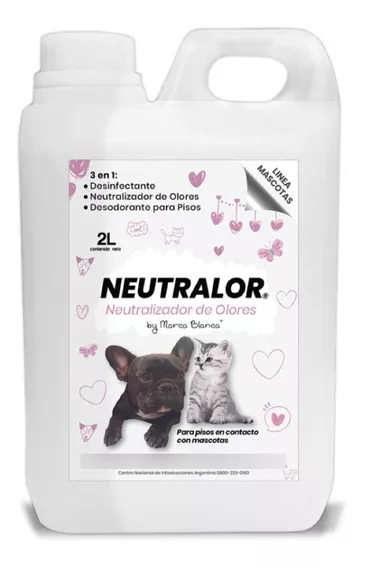 3 en 1:
• Desinfectante
• Neutralizador de Olores
• Desodorante para Pisos
LINEA
MASCOTAS
2L
contenido neto
NEUTRALOR®
Neutralizador de Olores
by Marca Blanca
Para pisos en contacto
con mascotas
Centro Nacional de Intoxicaciones Argentina 0800-333-0160